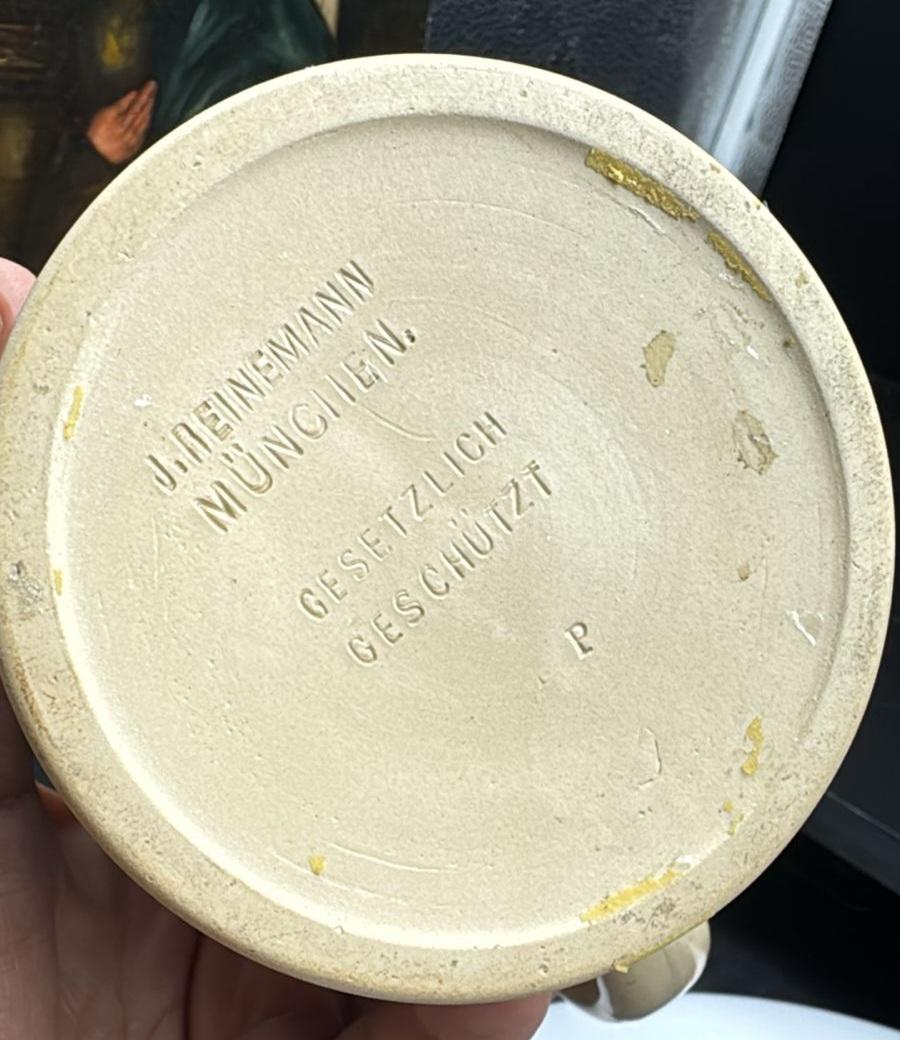 J. REINEMANN
MÜNCHEN.
GESETZLICH
GESCHÜTZT
P